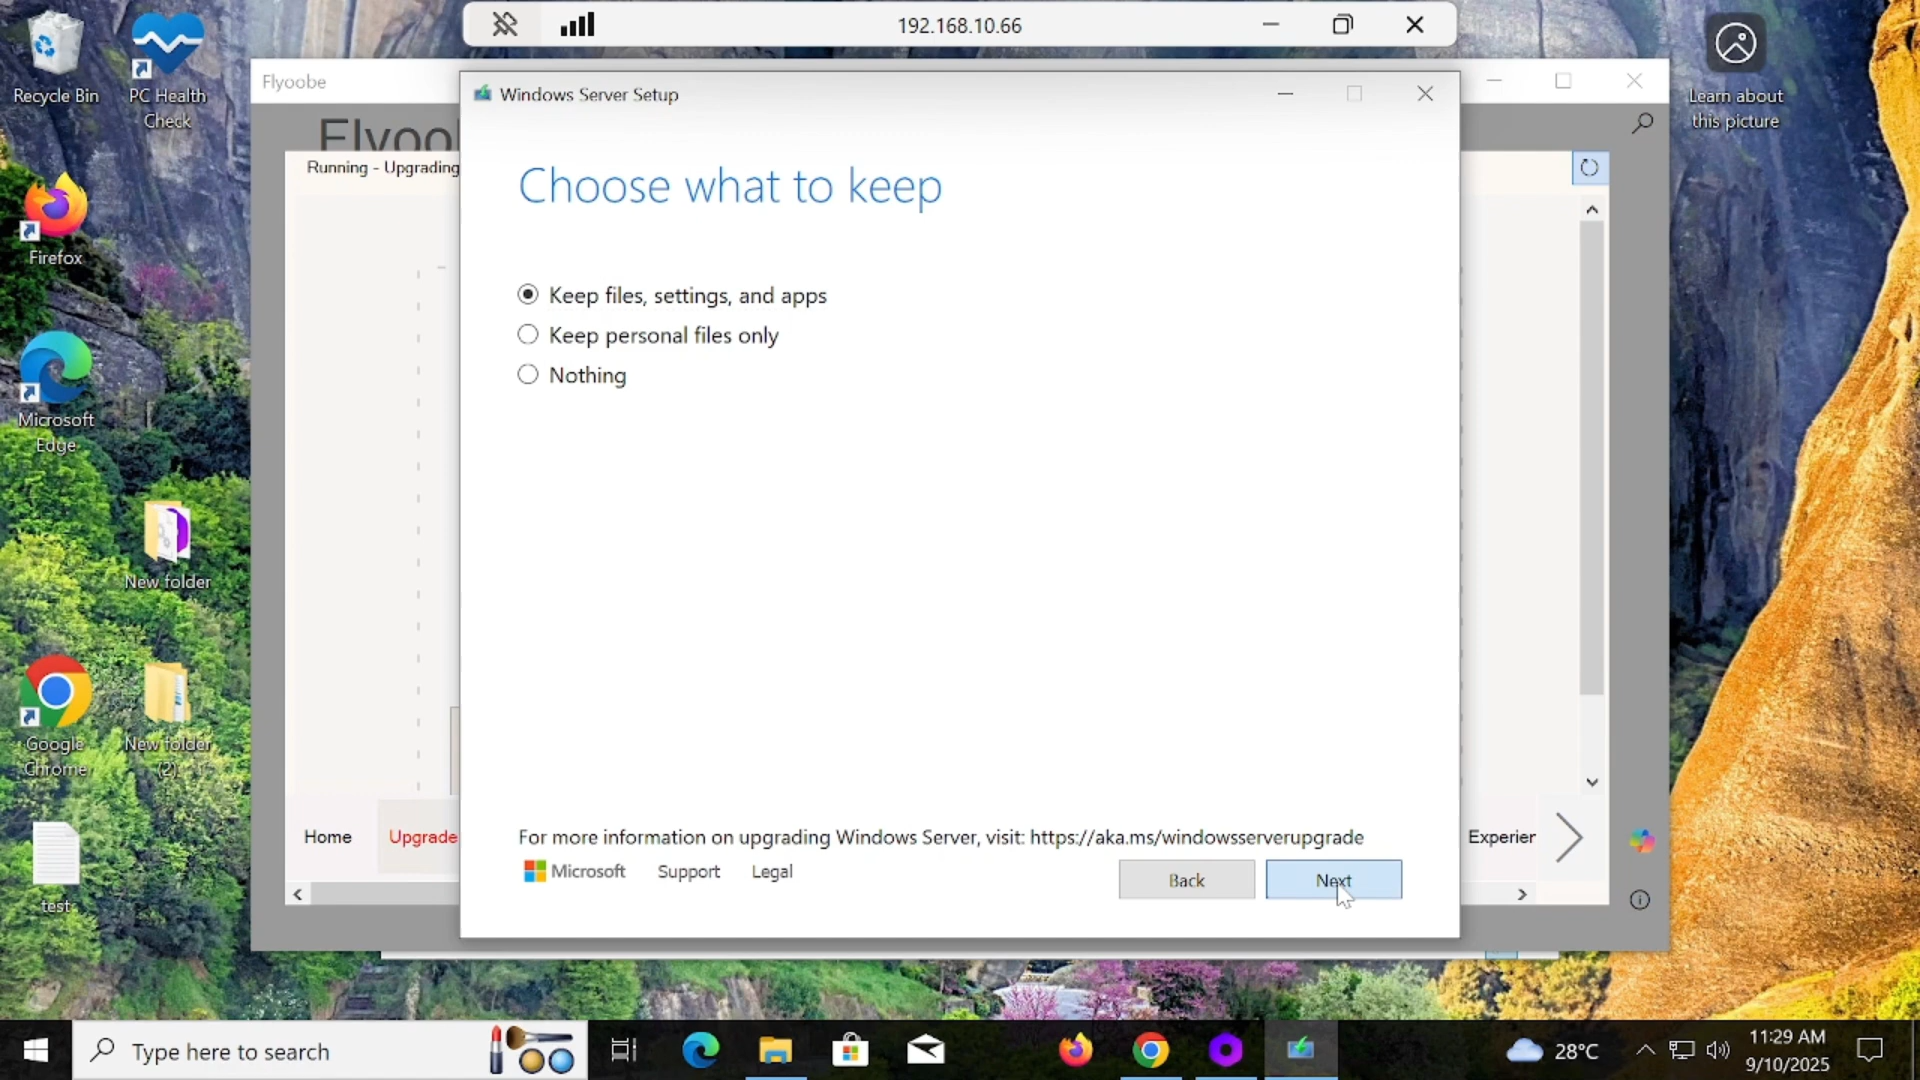 192.168.10.66
Recycle Bin
PC Health
Check
Learn about
this picture
Flyoobe
Windows Server Setup
Running - Upgrading
Choose what to keep
Keep files, settings, and apps
Keep personal files only
Nothing
Firefox
Microsoft
Edge
New folder
Google
Chrome
New folder
(2)
test
Home
Upgrade
Experien
For more information on upgrading Windows Server, visit: https://aka.ms/windowsserverupgrade
Microsoft
Support
Legal
Back
Next
Type here to search
28°C
11:29 AM
9/10/2025